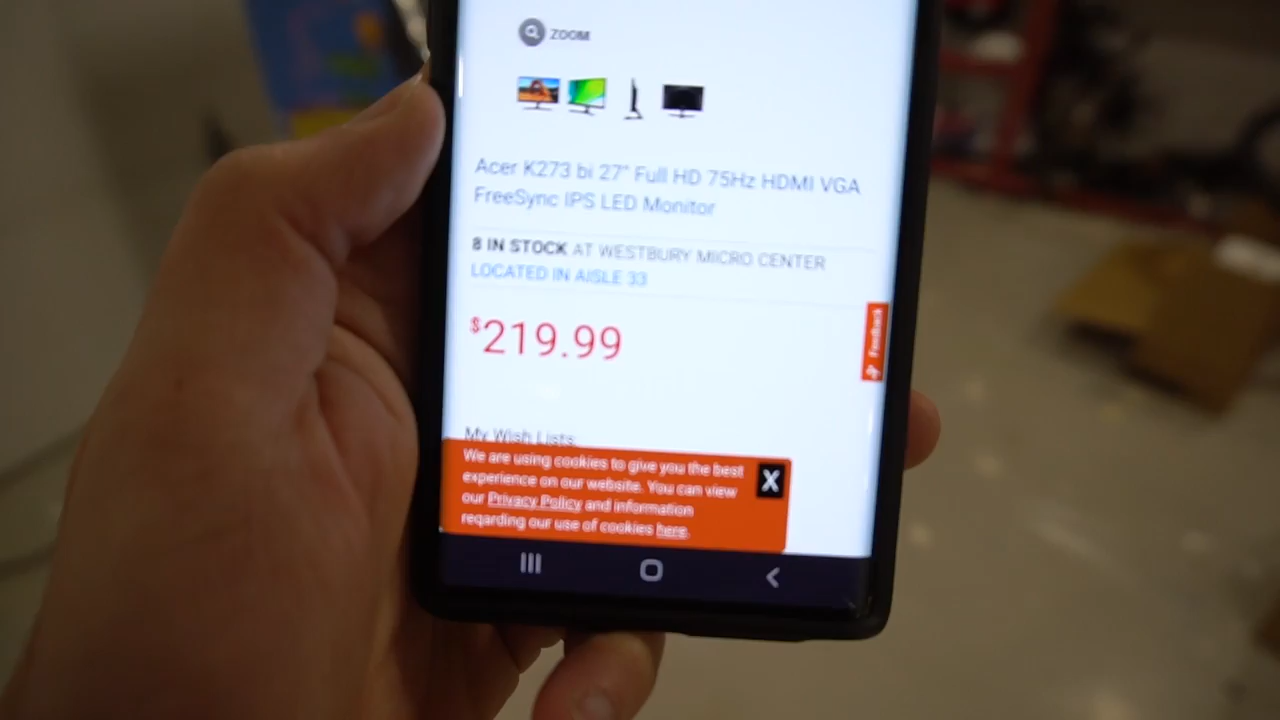 ZOOM
Acer K273 bi 27" Full HD 75Hz HDMI VGA
FreeSync IPS LED Monitor
8 IN STOCK AT WESTBURY MICRO CENTER
LOCATED IN AISLE 33
$219.99
Feedback
My Wish Lists:
We are using cookies to give you the best
experience on our website. You can view
our Privacy Policy and information
regarding our use of cookies here.
X